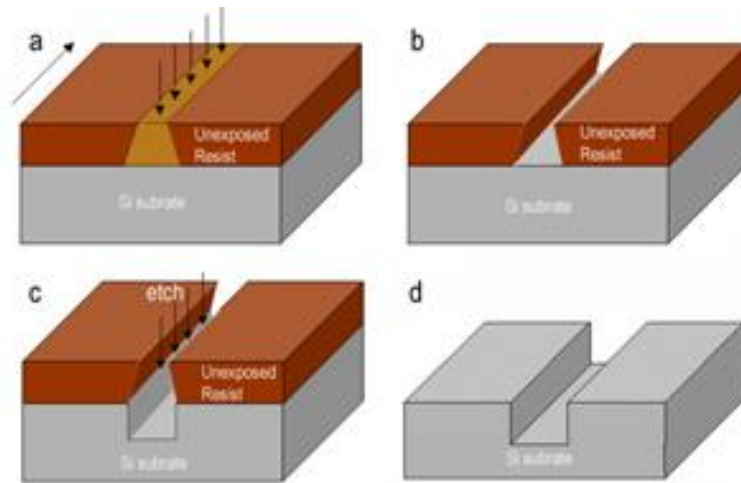 a
Unexposed
Resist
Si subrate
b
Unexposed
Resist
Si subrate
c
etch
Unexposed
Resist
Si subrate
d
Si subrate